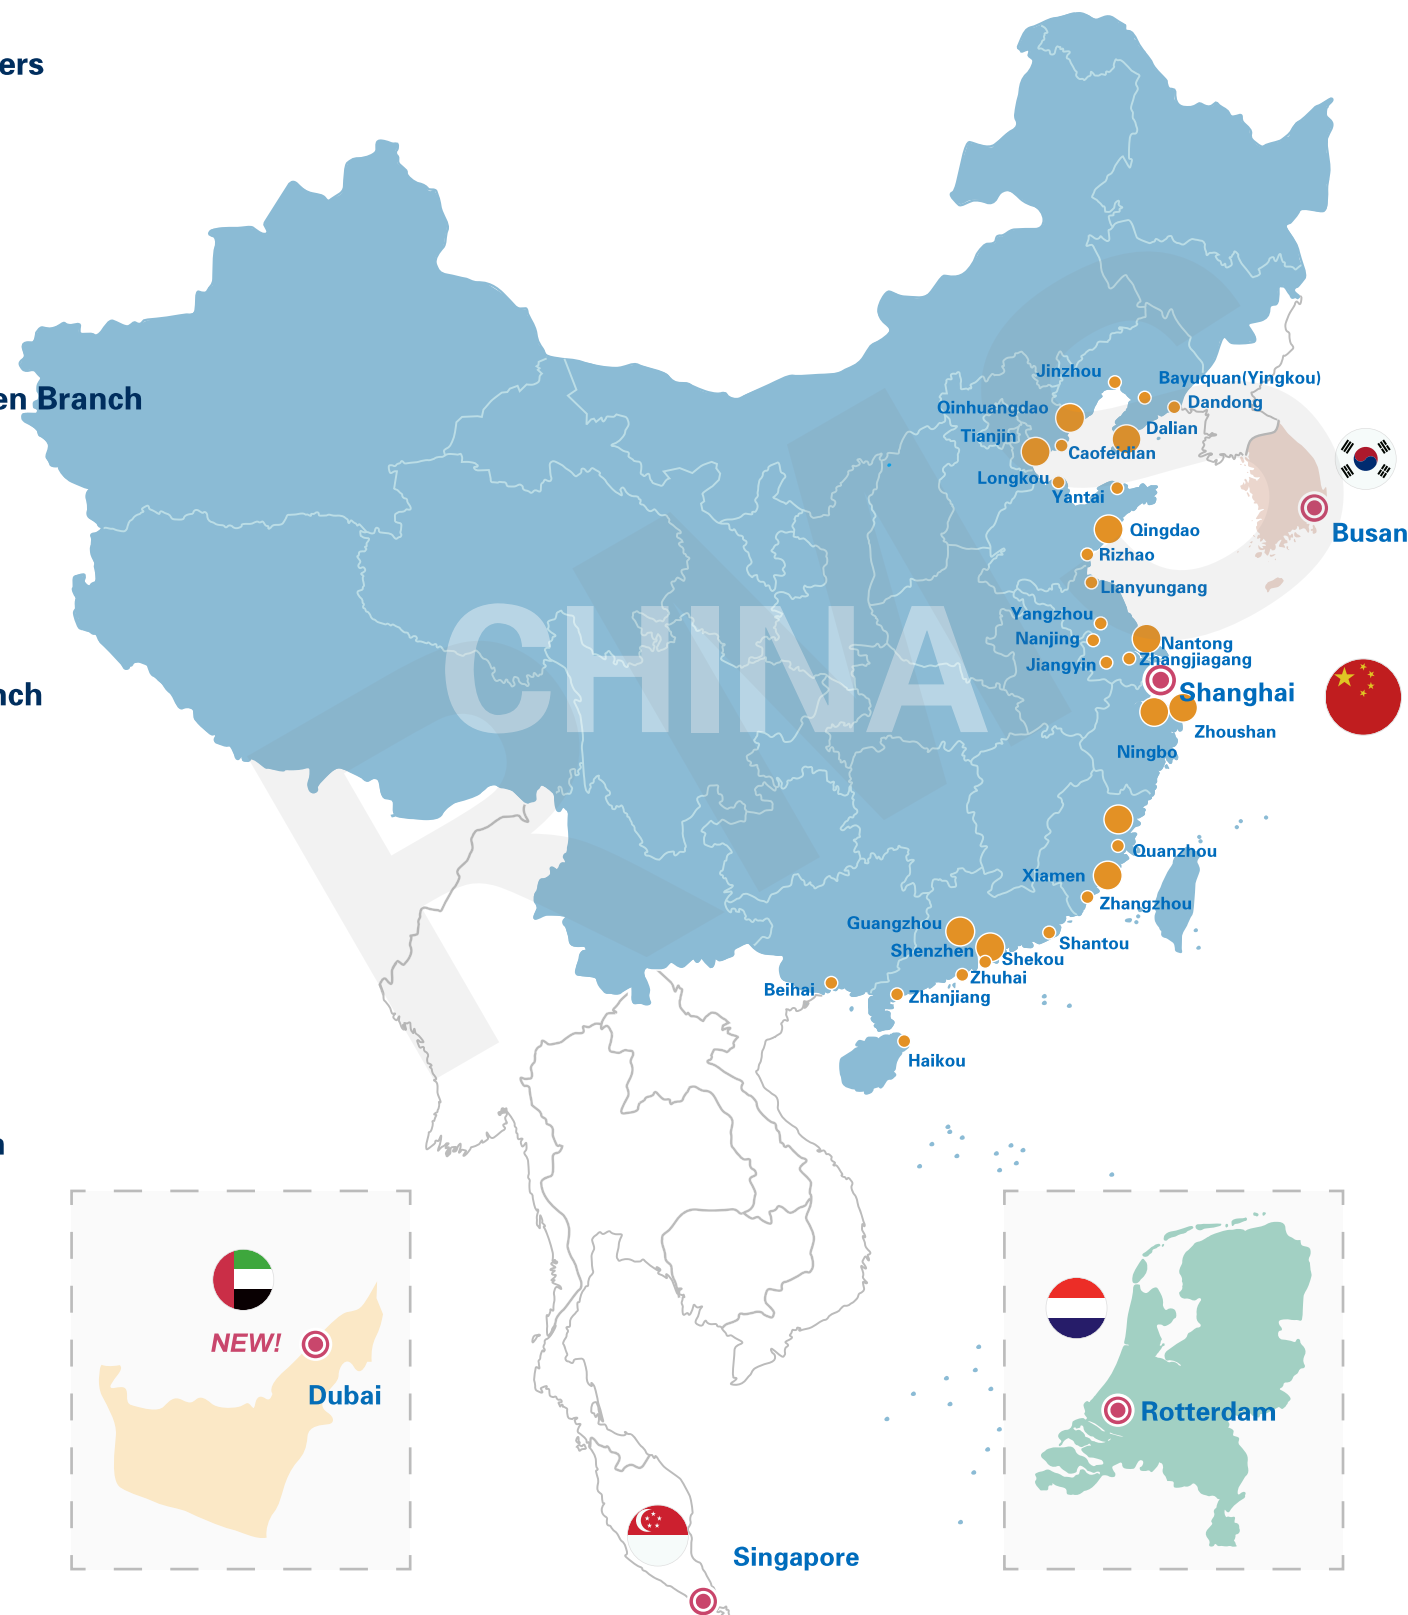 ers
en Branch
nch
Jinzhou
Bayuquan(Yingkou)
Dandong
Qinhuangdao
Dalian
Tianjin
Caofeidian
Longkou
Yantai
Qingdao
Busan
Rizhao
Lianyungang
CHINA
Yangzhou
Nanjing
Nantong
Zhangjiagang
Jiangyin
Shanghai
Zhoushan
Ningbo
Quanzhou
Xiamen
Zhangzhou
Guangzhou
Shenzhen
Shantou
Shekou
Zhuhai
Beihai
Zhanjiang
Haikou
NEW!
Dubai
Rotterdam
Singapore